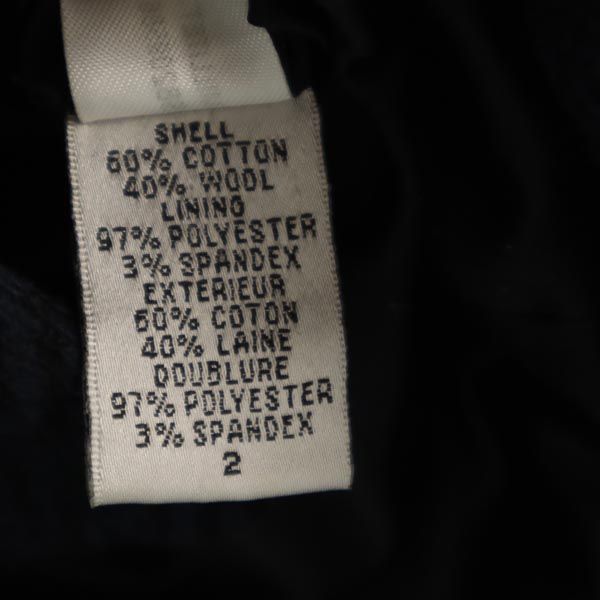 SHELL
60% COTTON
40% WOOL
LINING
97% POLYESTER
3% SPANDEX
EXTERIEUR
60% COTON
40% LAINE
DOUBLURE
97% POLYESTER
3% SPANDEX
2